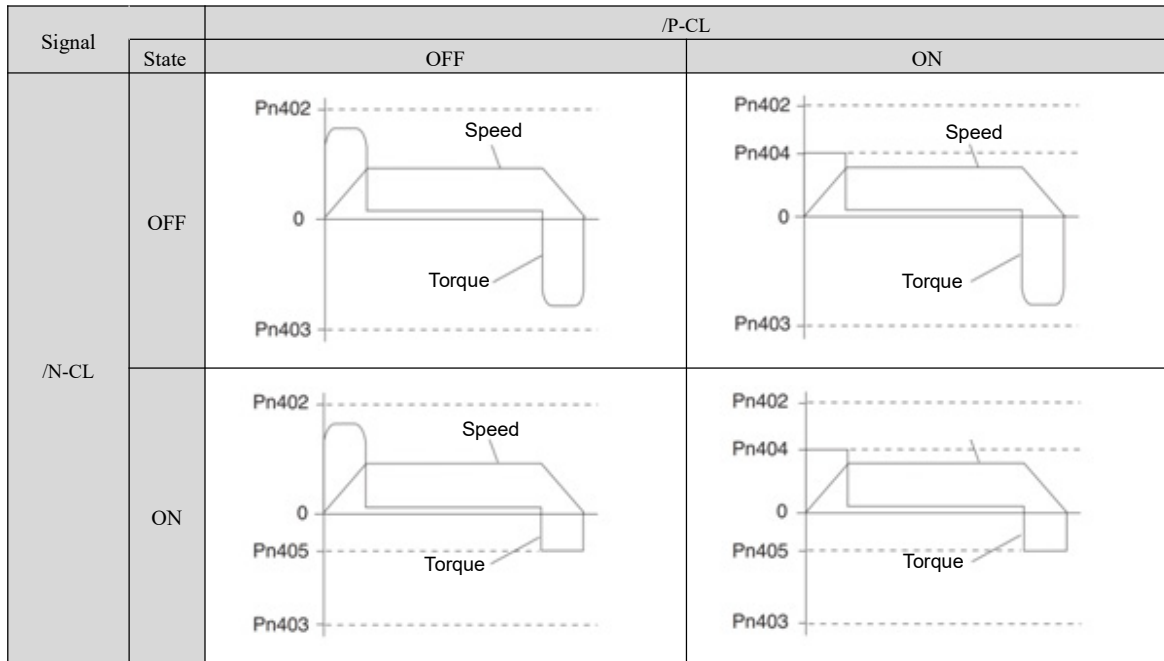 Signal
/P-CL
State
OFF
ON
/N-CL
OFF
Pn402
Speed
0
Torque
Pn403
Pn402
Speed
Pn404
0
Torque
Pn403
ON
Pn402
Speed
0
Pn405
Torque
Pn403
Pn402
Pn404
0
Pn405
Torque
Pn403